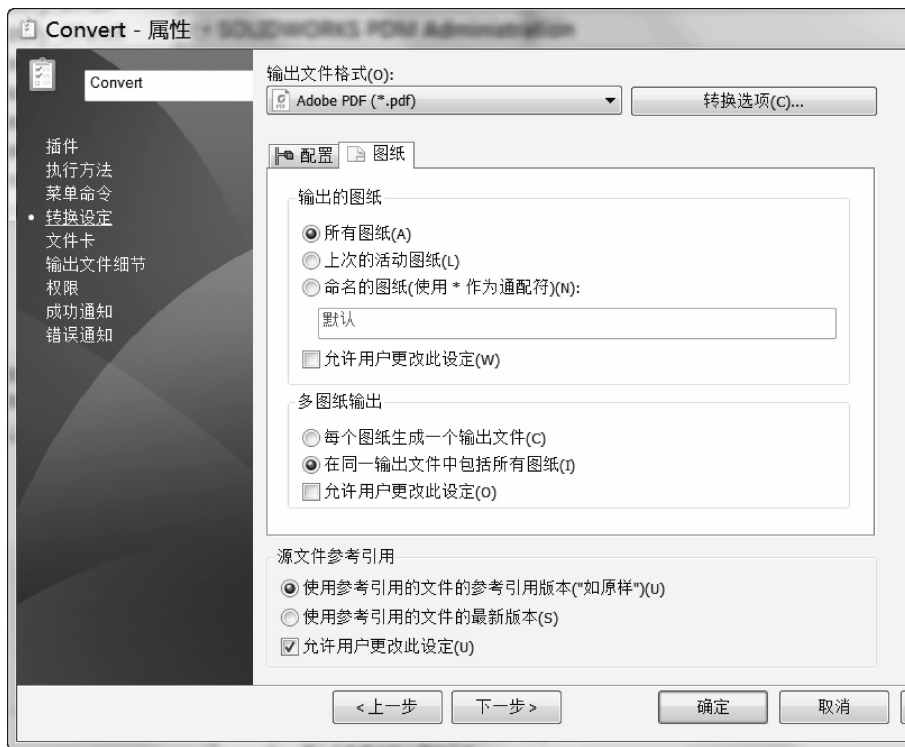 Convert - 属性
SOLIDWORKS PDM Administration
Convert
插件
执行方法
菜单命令
转换设定
文件卡
输出文件细节
权限
成功通知
错误通知
输出文件格式(O):
Adobe PDF (*.pdf)
转换选项(C)...
配置
图纸
输出的图纸
所有图纸(A)
上次的活动图纸(L)
命名的图纸(使用 * 作为通配符)(N):
默认
允许用户更改此设定(W)
多图纸输出
每个图纸生成一个输出文件(C)
在同一输出文件中包括所有图纸(I)
允许用户更改此设定(O)
源文件参考引用
使用参考引用的文件的参考引用版本("如原样")(U)
使用参考引用的文件的最新版本(S)
允许用户更改此设定(U)
<上一步
下一步>
确定
取消